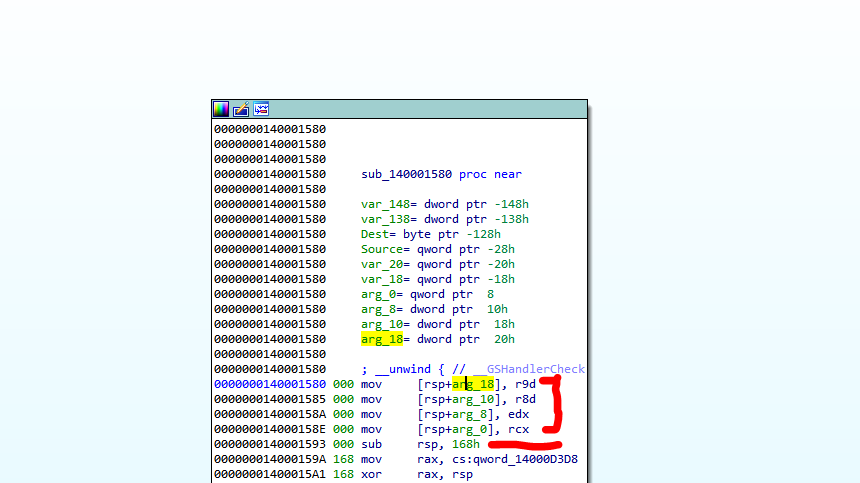 0000000140001580
0000000140001580
0000000140001580
0000000140001580 sub_140001580 proc near
0000000140001580
0000000140001580 var_148= dword ptr -148h
0000000140001580 var_138= dword ptr -138h
0000000140001580 Dest= byte ptr -128h
0000000140001580 Source= qword ptr -28h
0000000140001580 var_20= qword ptr -20h
0000000140001580 var_18= qword ptr -18h
0000000140001580 arg_0= qword ptr  8
0000000140001580 arg_8= dword ptr  10h
0000000140001580 arg_10= dword ptr  18h
0000000140001580 arg_18= dword ptr  20h
0000000140001580
0000000140001580 ; __unwind { // __GSHandlerCheck
0000000140001580 000 mov [rsp+arg_18], r9d
0000000140001585 000 mov [rsp+arg_10], r8d
000000014000158A 000 mov [rsp+arg_8], edx
000000014000158E 000 mov [rsp+arg_0], rcx
0000000140001593 000 sub rsp, 168h
000000014000159A 168 mov rax, cs:qword_14000D3D8
00000001400015A1 168 xor rax, rsp